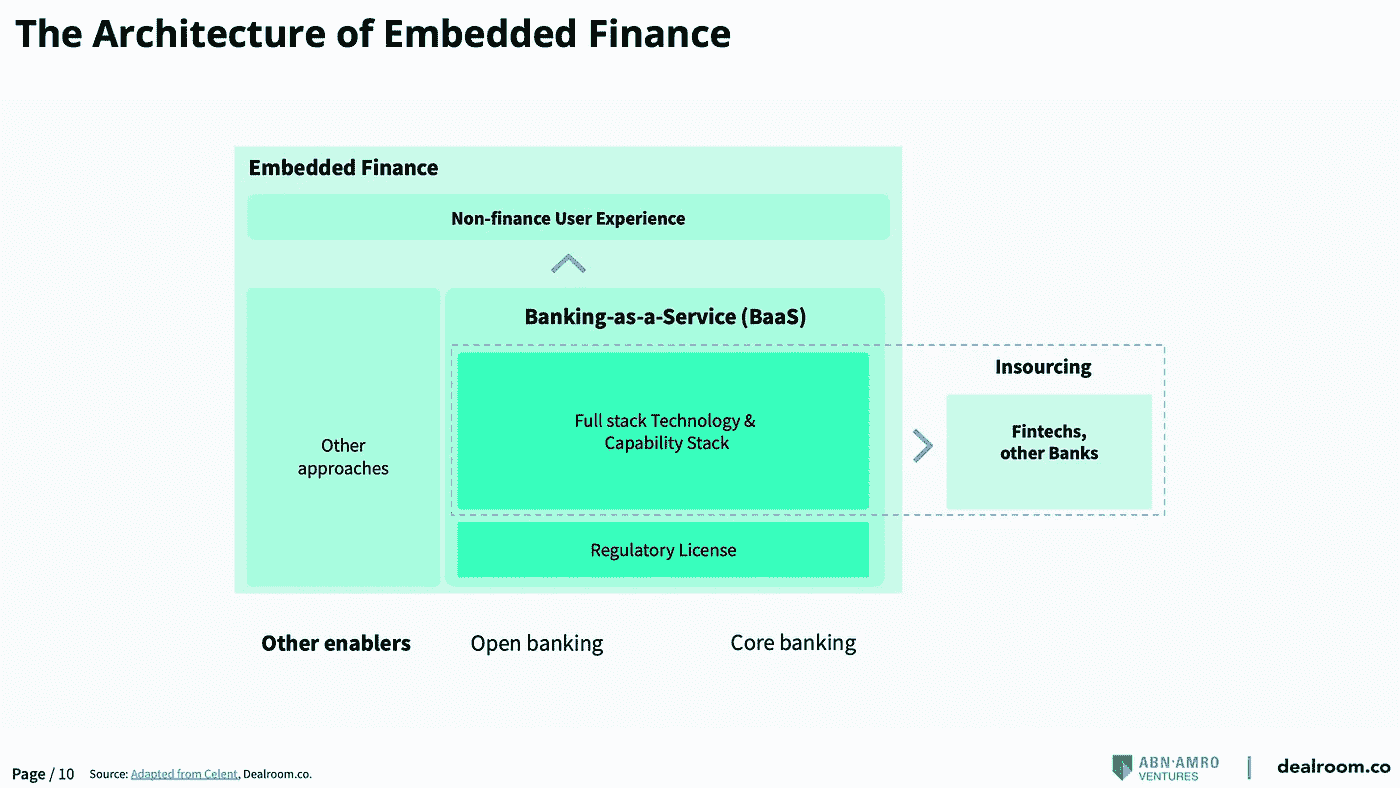 The Architecture of Embedded Finance
Embedded Finance
Non-finance User Experience
Banking-as-a-Service (BaaS)
Other
approaches
Full stack Technology &
Capability Stack
Regulatory License
Insourcing
Fintechs,
other Banks
Other enablers
Open banking
Core banking
Page / 10
Source: Adapted from Celent, Dealroom.co.
ABN·AMRO
VENTURES
dealroom.co